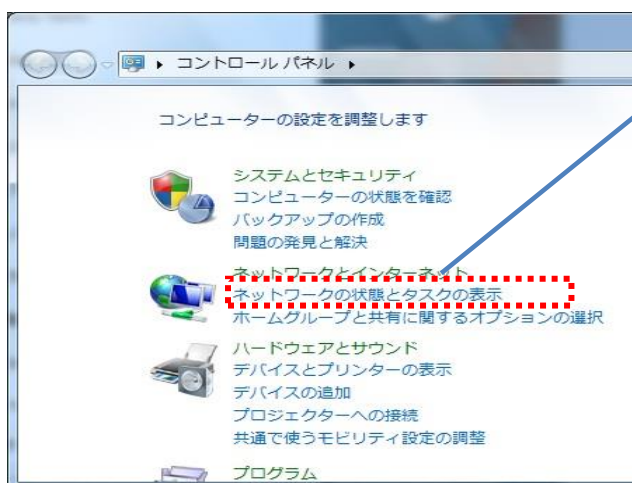 コントロール パネル
コンピューターの設定を調整します
システムとセキュリティ
コンピューターの状態を確認
バックアップの作成
問題の発見と解決
ネットワークとインターネット
ネットワークの状態とタスクの表示
ホームグループと共有に関するオプションの選択
ハードウェアとサウンド
デバイスとプリンターの表示
デバイスの追加
プロジェクターへの接続
共通で使うモビリティ設定の調整
プログラム